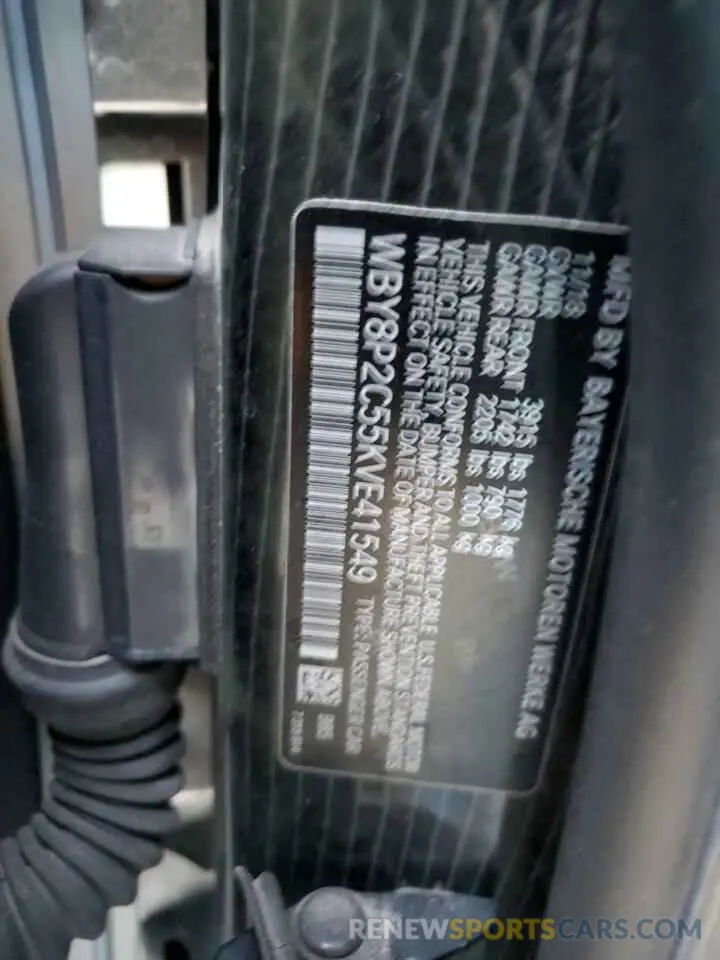 MFD BY BAYERISCHE MOTOREN WERKE AG
11/18
GVWR 3915 lbs 1776 KG
GAWR FRONT 1742 lbs 790 KG
GAWR REAR 2205 lbs 1000 KG
THIS VEHICLE CONFORMS TO ALL APPLICABLE U.S. FEDERAL MOTOR
VEHICLE SAFETY, BUMPER AND THEFT PREVENTION STANDARDS
IN EFFECT ON THE DATE OF MANUFACTURE SHOWN ABOVE.
WBY8P2C55KVE41549 TYPE: PASSENGER CAR
RENEWSPORTSCARS.COM